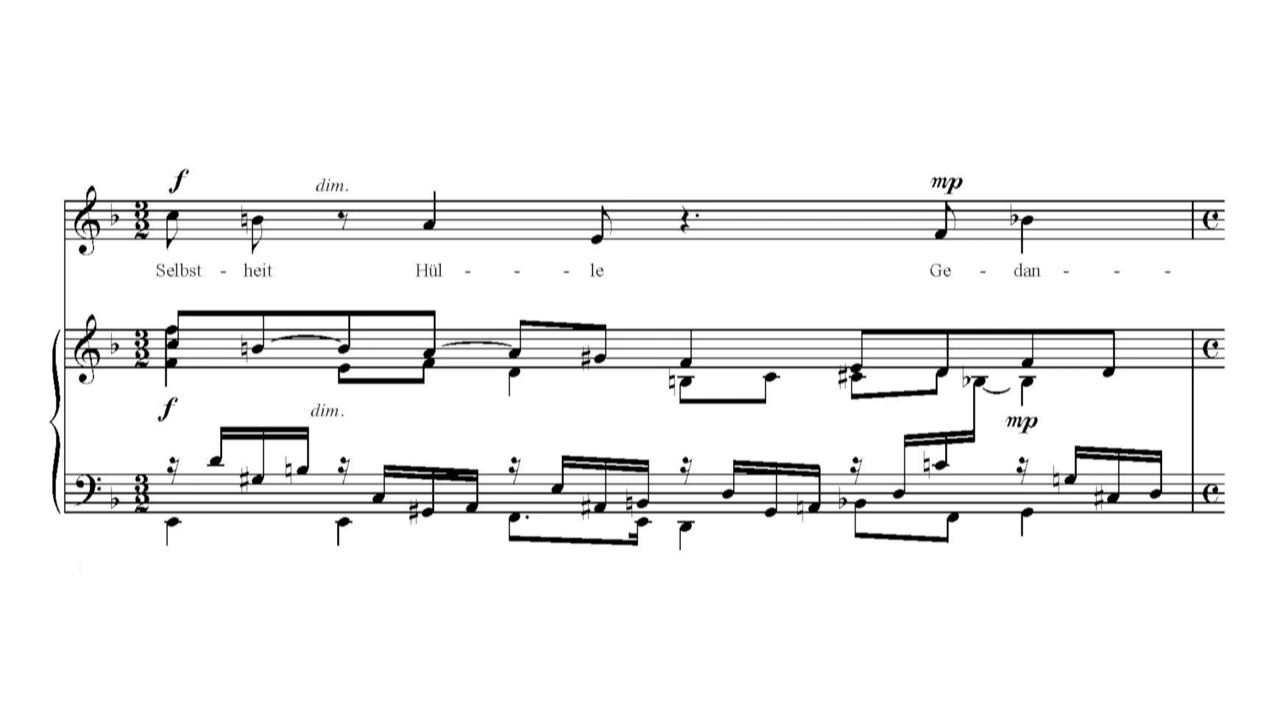 f
dim.
mp
Selbst - heit Hül - - - le Ge - dan - - -
f
dim.
mp